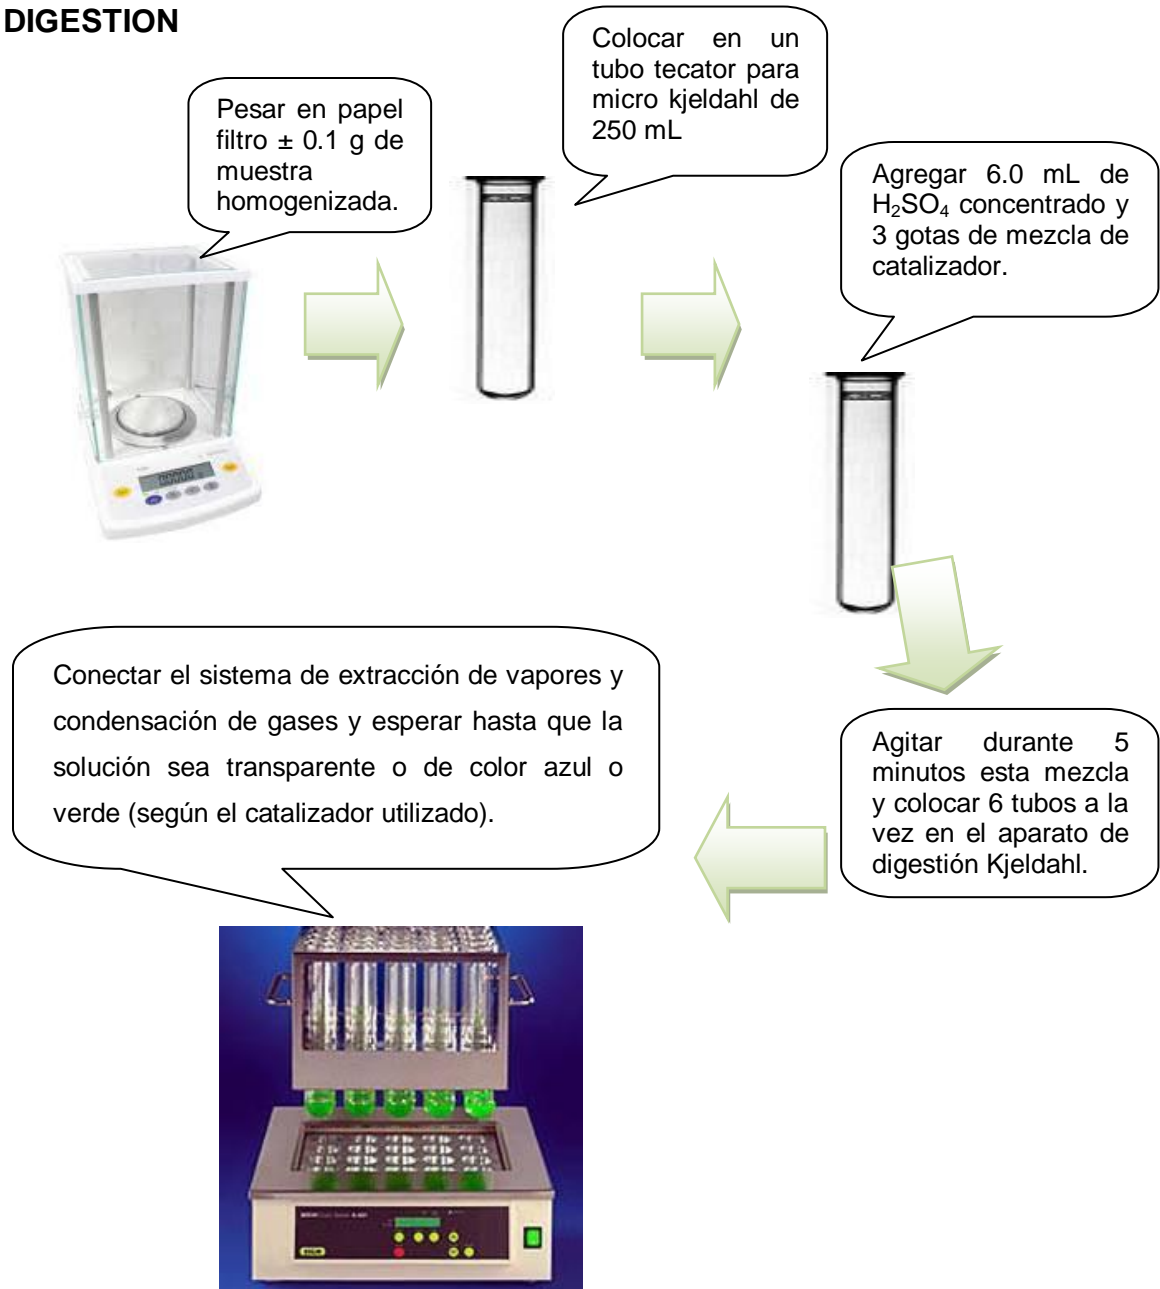 DIGESTION
Pesar en papel
filtro ± 0.1 g de
muestra
homogenizada.
Colocar en un
tubo tecator para
micro kjeldahl de
250 mL
Agregar 6.0 mL de
H₂SO₄ concentrado y
3 gotas de mezcla de
catalizador.
Agitar durante 5
minutos esta mezcla
y colocar 6 tubos a la
vez en el aparato de
digestión Kjeldahl.
Conectar el sistema de extracción de vapores y
condensación de gases y esperar hasta que la
solución sea transparente o de color azul o
verde (según el catalizador utilizado).